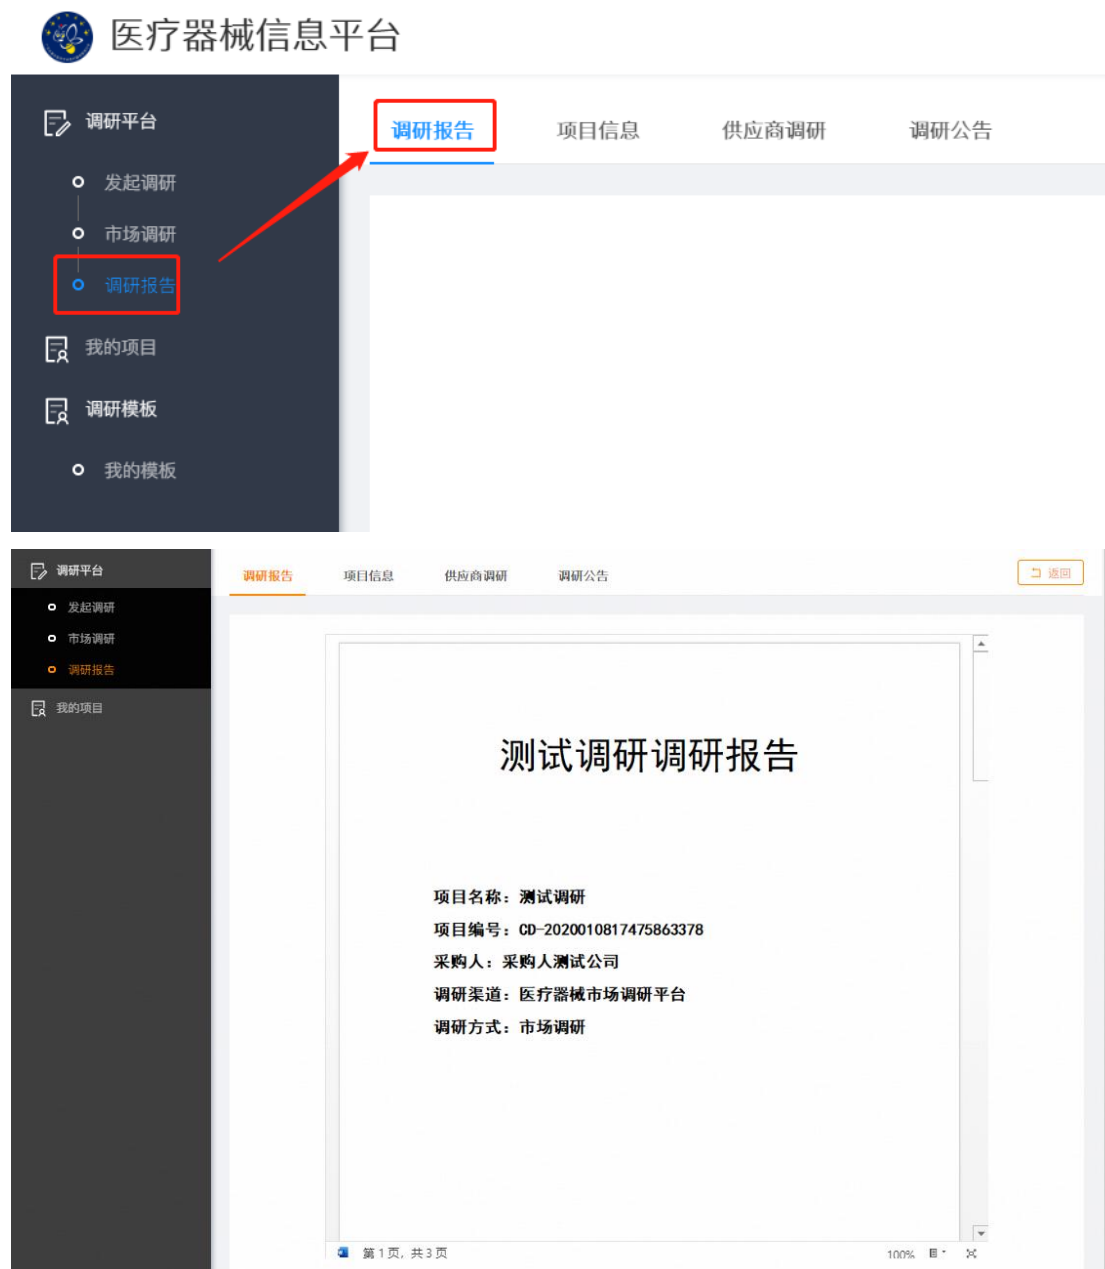 医疗器械信息平台
调研平台
发起调研
市场调研
调研报告
我的项目
调研模板
我的模板
调研报告 项目信息 供应商调研 调研公告
调研平台
发起调研
市场调研
调研报告
我的项目
调研报告 项目信息 供应商调研 调研公告 返回
测试调研调研报告
项目名称：测试调研
项目编号：CD-2020010817475863378
采购人：采购人测试公司
调研渠道：医疗器械市场调研平台
调研方式：市场调研
第1页，共3页 100%